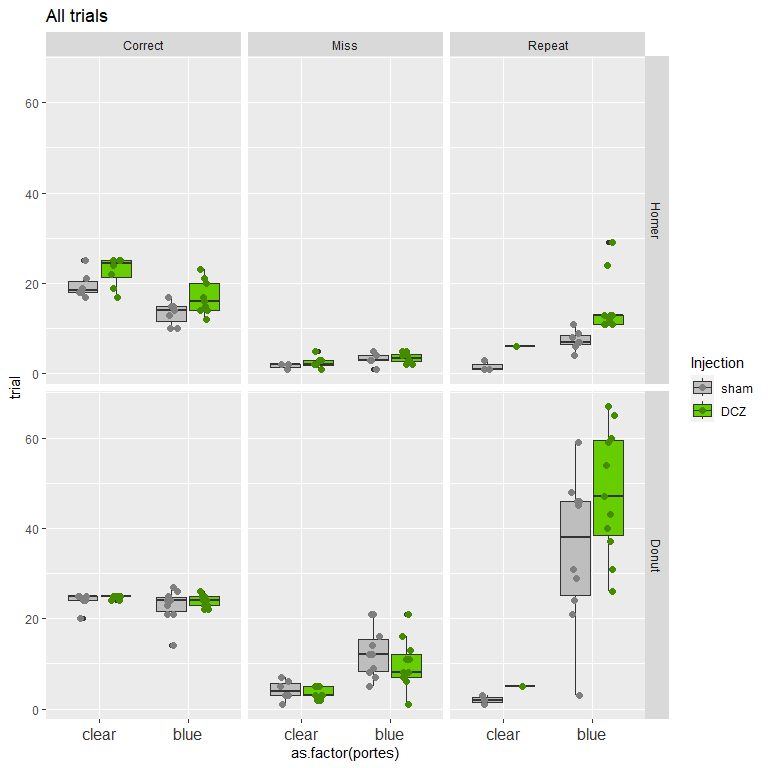 All trials
Correct Miss Repeat
60
40
20
0
Homer
trial
60
40
20
0
Donut
clear blue clear blue clear blue
as.factor(portes)
Injection
sham
DCZ